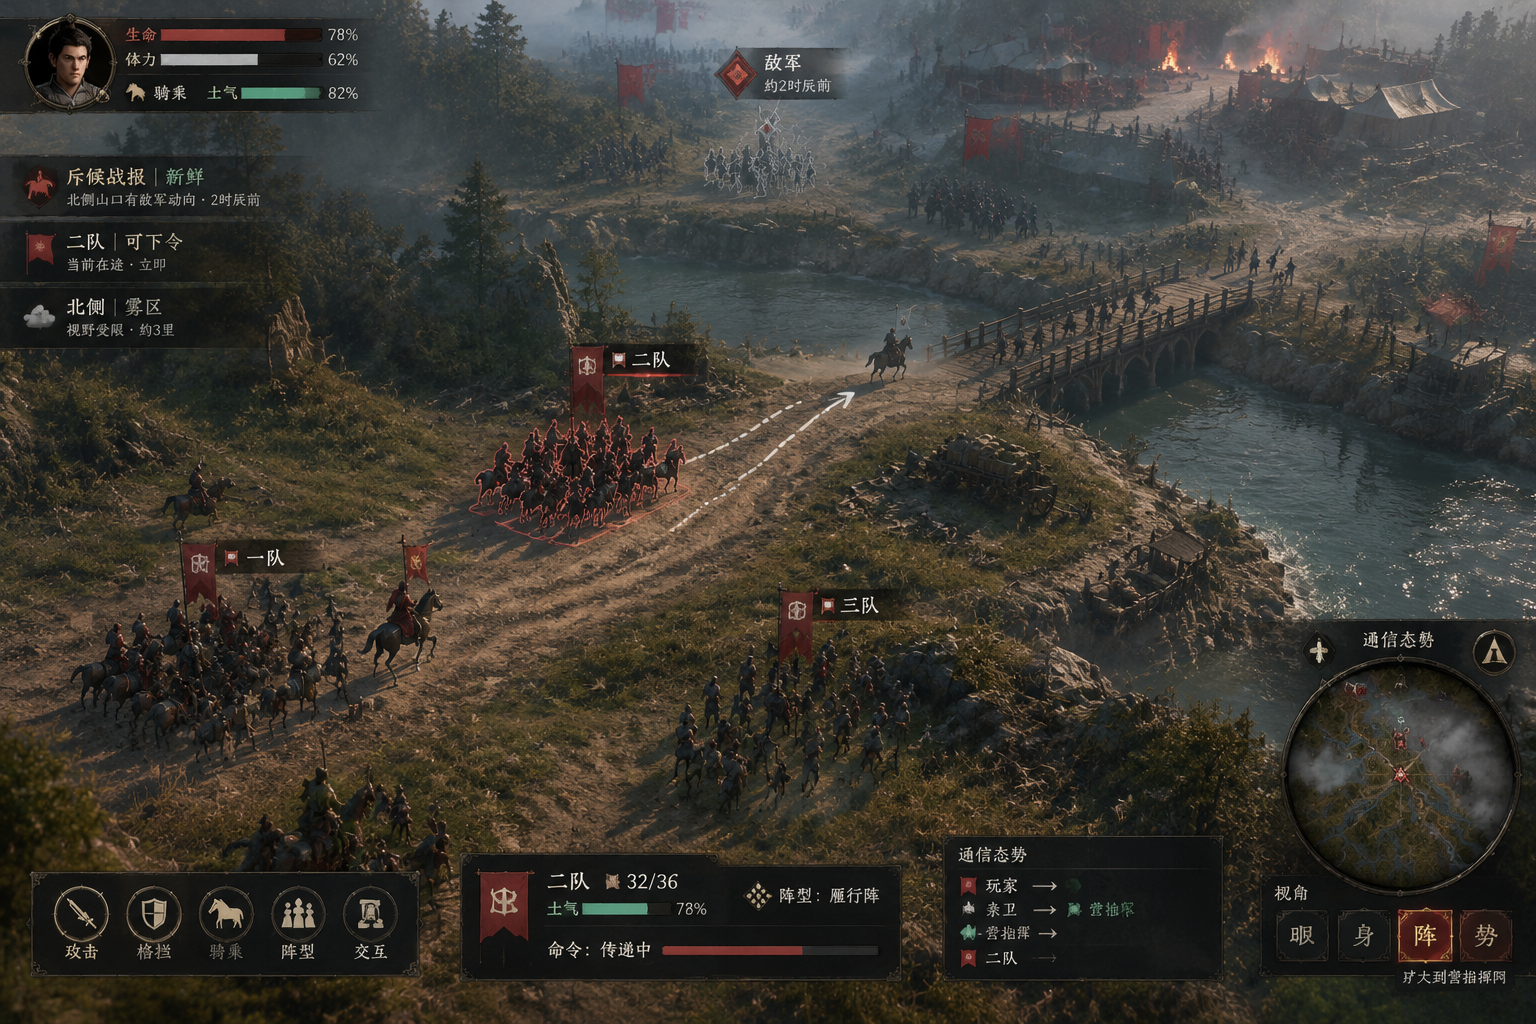 生命 78%
体力 62%
骑乘 士气 82%
敌军
约2时辰前
斥候战报 | 新鲜
北侧山口有敌军动向 · 2时辰前
二队 | 可下令
当前在途 · 立即
北侧 | 雾区
视野受限 · 约3里
二队
一队
三队
通信态势
攻击 格挡 骑乘 阵型 交互
二队 32/36
士气 78%
阵型：雁行阵
命令：传递中
通信态势
玩家 →
亲卫 →
→
二队 →
视角
眼 身 阵 势